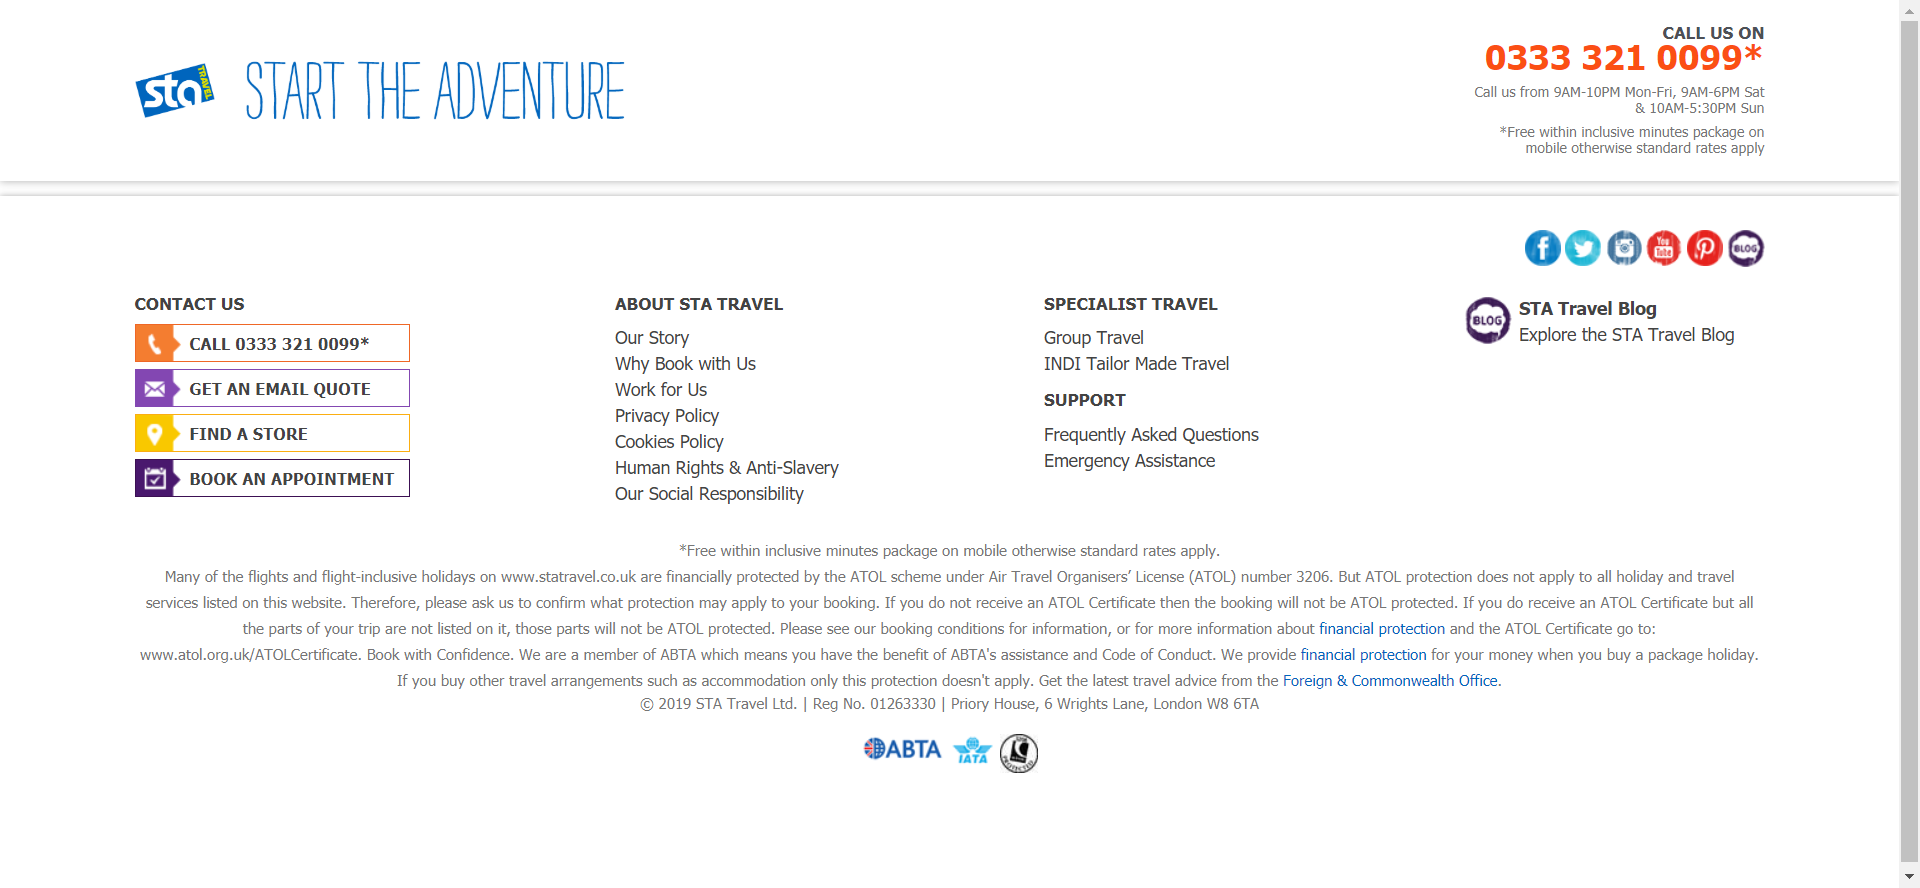 sta TRAVEL
START THE ADVENTURE
CALL US ON
0333 321 0099*
Call us from 9AM-10PM Mon-Fri, 9AM-6PM Sat
& 10AM-5:30PM Sun
*Free within inclusive minutes package on
mobile otherwise standard rates apply
You Tube
BLOG
CONTACT US
CALL 0333 321 0099*
GET AN EMAIL QUOTE
FIND A STORE
BOOK AN APPOINTMENT
ABOUT STA TRAVEL
Our Story
Why Book with Us
Work for Us
Privacy Policy
Cookies Policy
Human Rights & Anti-Slavery
Our Social Responsibility
SPECIALIST TRAVEL
Group Travel
INDI Tailor Made Travel
SUPPORT
Frequently Asked Questions
Emergency Assistance
BLOG
STA Travel Blog
Explore the STA Travel Blog
*Free within inclusive minutes package on mobile otherwise standard rates apply.
Many of the flights and flight-inclusive holidays on www.statravel.co.uk are financially protected by the ATOL scheme under Air Travel Organisers’ License (ATOL) number 3206. But ATOL protection does not apply to all holiday and travel
services listed on this website. Therefore, please ask us to confirm what protection may apply to your booking. If you do not receive an ATOL Certificate then the booking will not be ATOL protected. If you do receive an ATOL Certificate but all
the parts of your trip are not listed on it, those parts will not be ATOL protected. Please see our booking conditions for information, or for more information about financial protection and the ATOL Certificate go to:
www.atol.org.uk/ATOLCertificate. Book with Confidence. We are a member of ABTA which means you have the benefit of ABTA's assistance and Code of Conduct. We provide financial protection for your money when you buy a package holiday.
If you buy other travel arrangements such as accommodation only this protection doesn't apply. Get the latest travel advice from the Foreign & Commonwealth Office.
© 2019 STA Travel Ltd. | Reg No. 01263330 | Priory House, 6 Wrights Lane, London W8 6TA
ABTA
IATA
PROTECTED